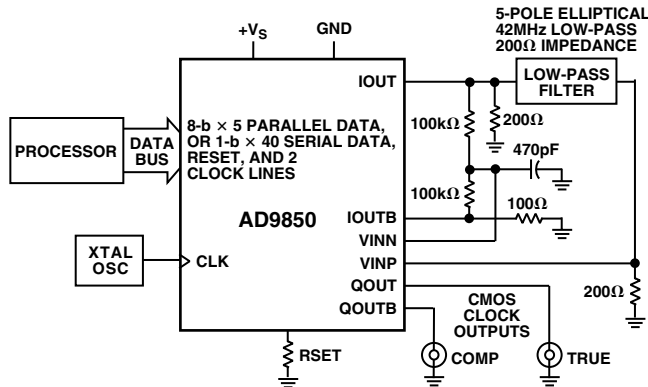 5-POLE ELLIPTICAL
42MHz LOW-PASS
200Ω IMPEDANCE
+VS
GND
IOUT
LOW-PASS
FILTER
PROCESSOR
DATA
BUS
8-b × 5 PARALLEL DATA,
OR 1-b × 40 SERIAL DATA,
RESET, AND 2
CLOCK LINES
100kΩ
200Ω
470pF
100kΩ
100Ω
AD9850
IOUTB
VINN
VINP
XTAL
OSC
CLK
QOUT
QOUTB
CMOS
CLOCK
OUTPUTS
200Ω
RSET
COMP
TRUE